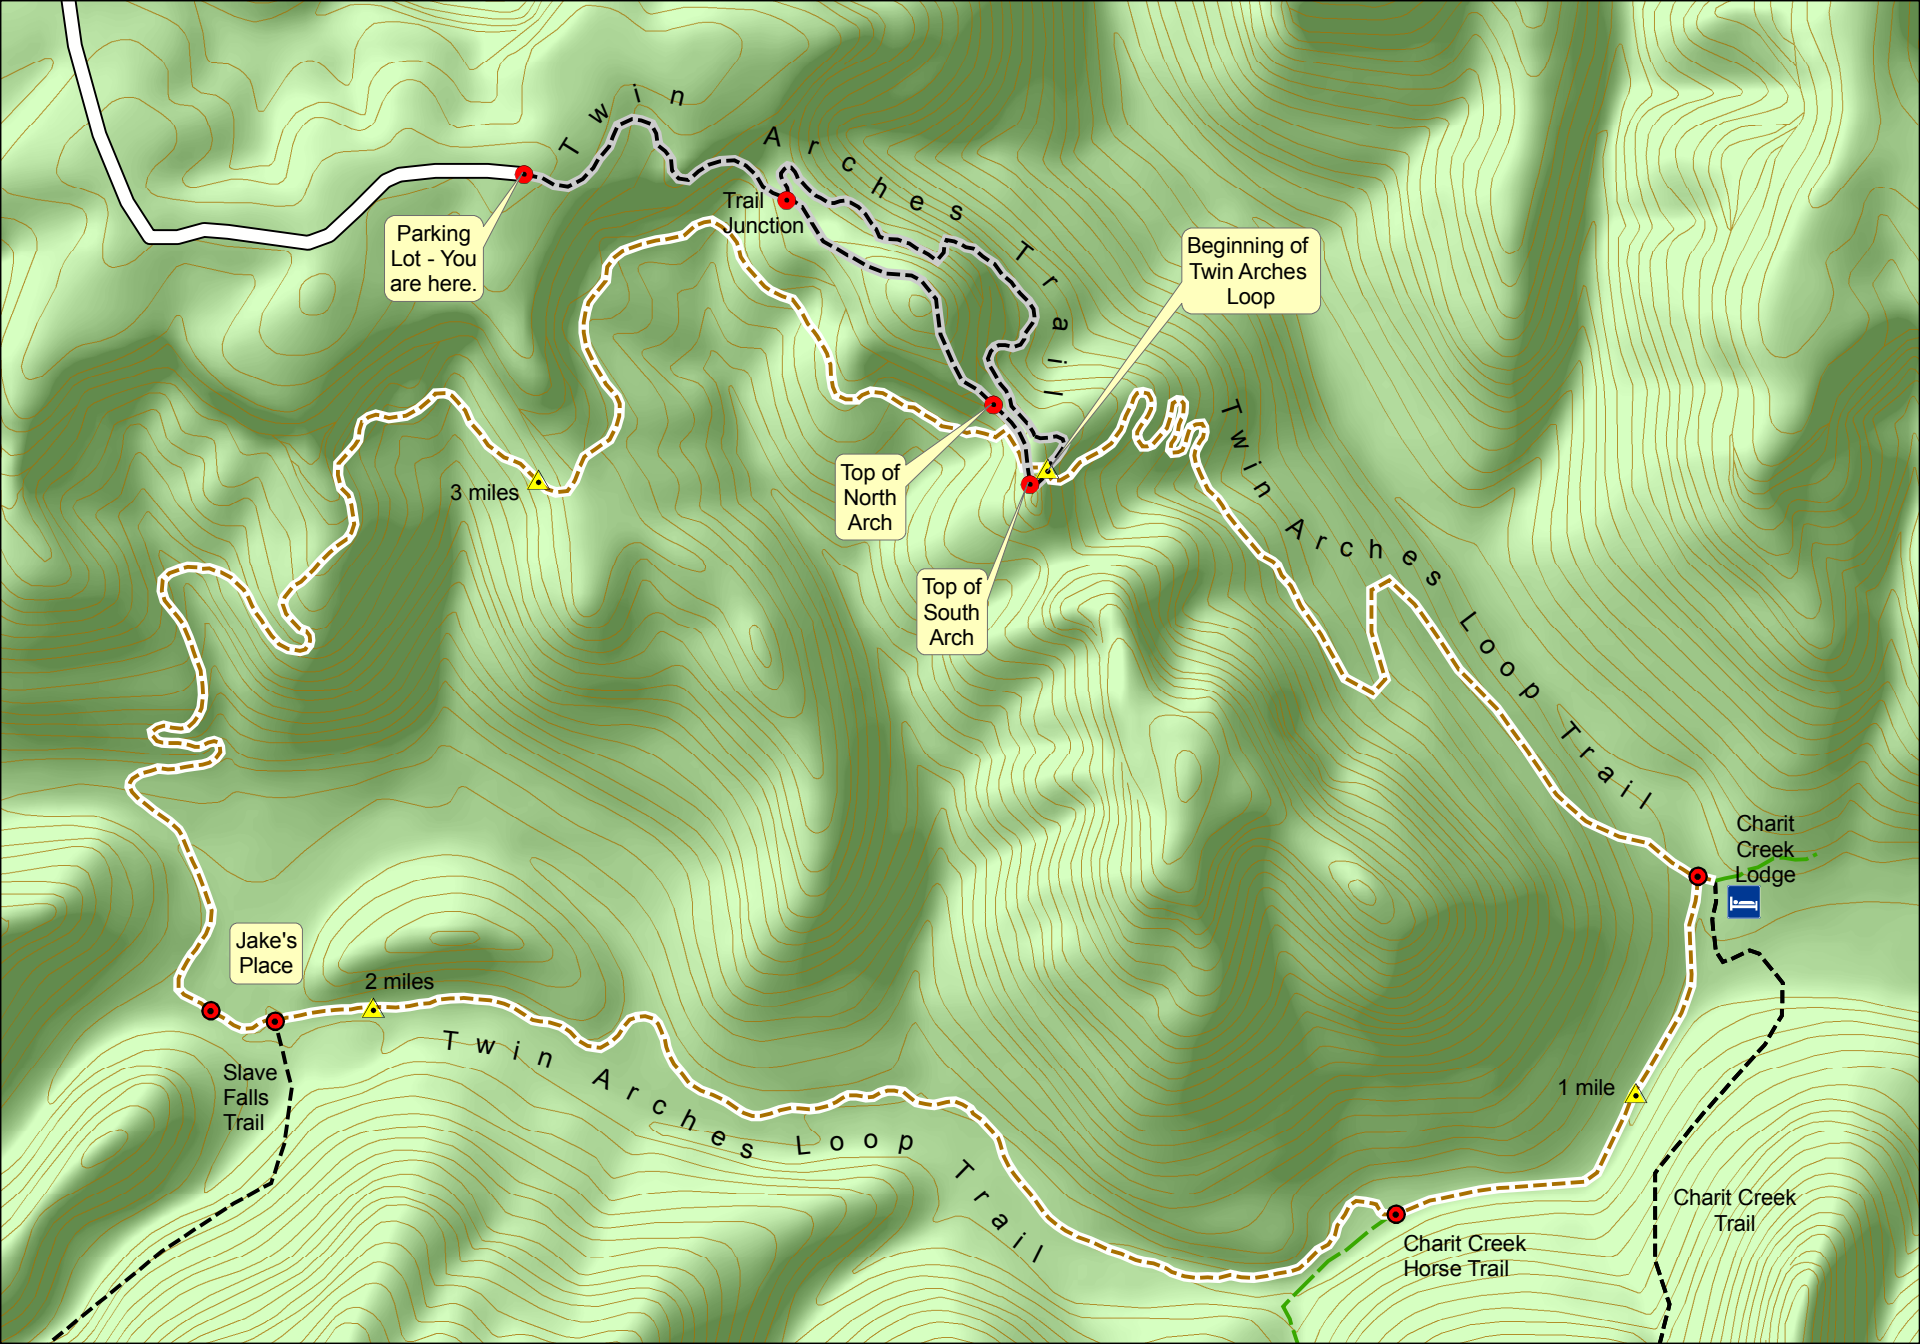 Twin Arches Trail
Trail
Junction
Parking
Lot - You
are here.
Beginning of
Twin Arches
Loop
Top of
North
Arch
3 miles
Top of
South
Arch
Twin Arches Loop Trail
Charit
Creek
Lodge
Jake's
Place
2 miles
Twin Arches Loop Trail
Slave
Falls
Trail
1 mile
Charit Creek
Trail
Charit Creek
Horse Trail